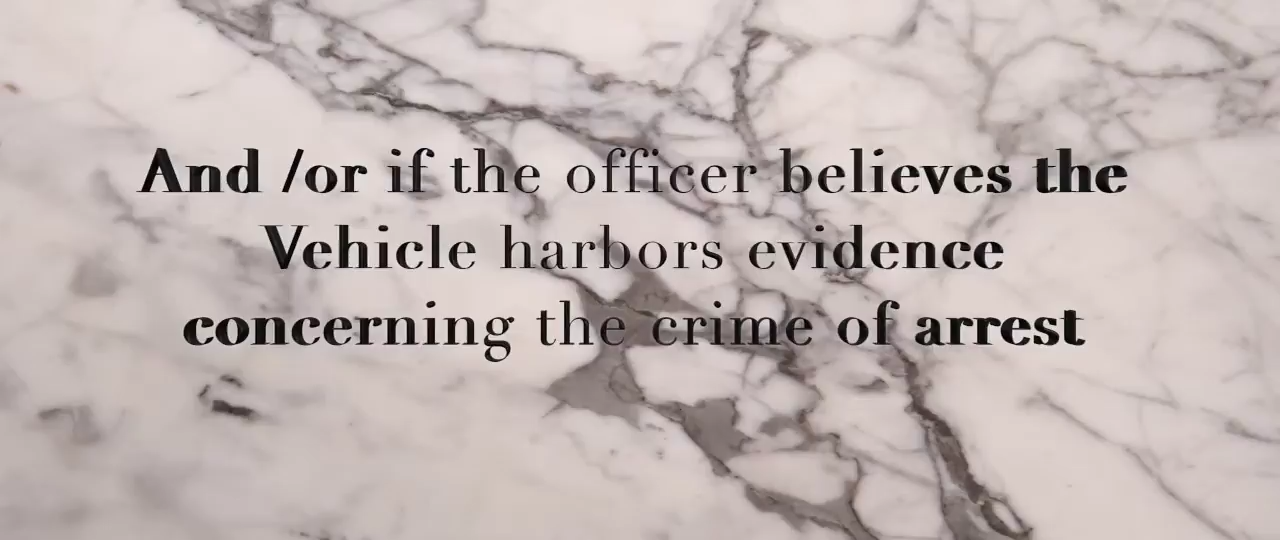 And /or if the officer believes the
Vehicle harbors evidence
concerning the crime of arrest